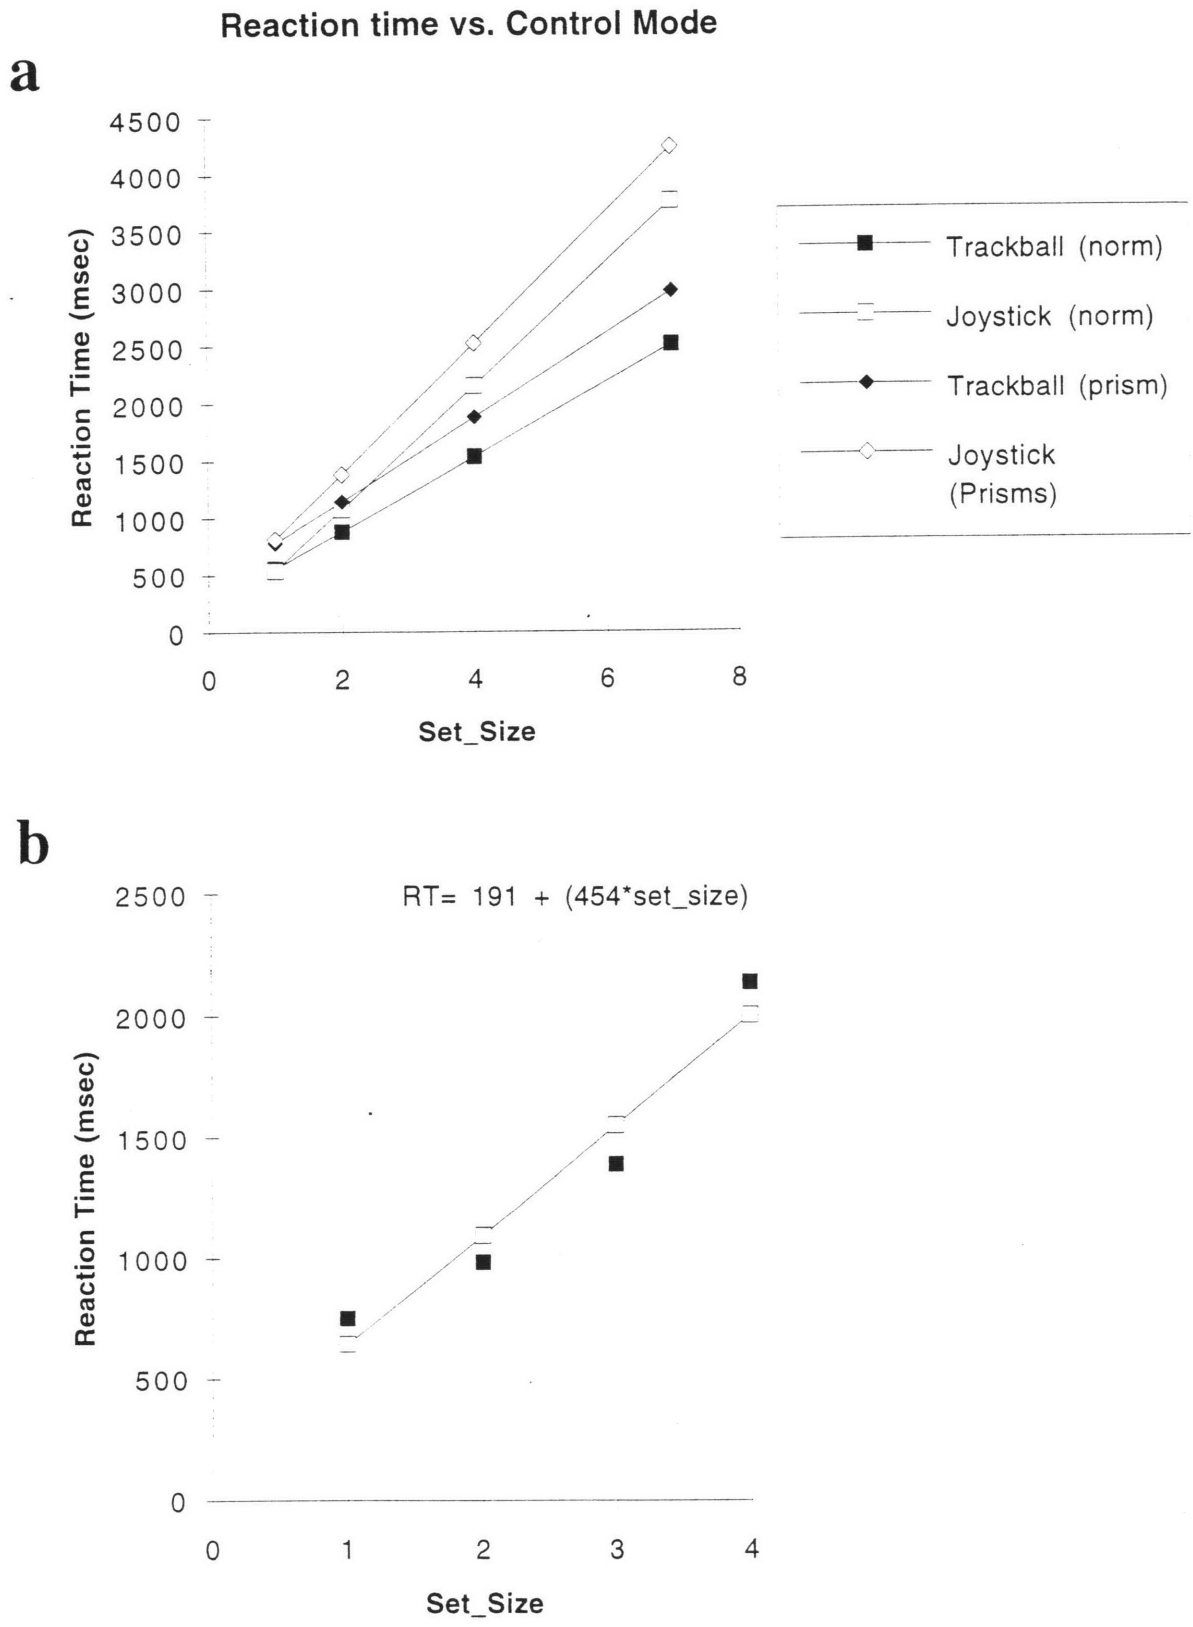 Reaction time vs. Control Mode
a
4500
4000
3500
3000
2500
2000
1500
1000
500
0
Reaction Time (msec)
0 2 4 6 8
Set_Size
Trackball (norm)
Joystick (norm)
Trackball (prism)
Joystick
(Prisms)
b
RT= 191 + (454*set_size)
2500
2000
1500
1000
500
0
Reaction Time (msec)
0 1 2 3 4
Set_Size